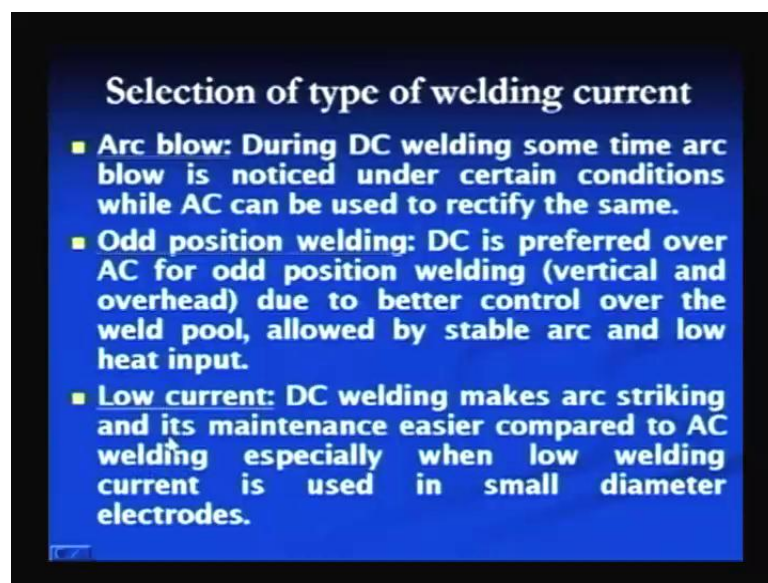 Selection of type of welding current
Arc blow: During DC welding some time arc
blow is noticed under certain conditions
while AC can be used to rectify the same.
Odd position welding: DC is preferred over
AC for odd position welding (vertical and
overhead) due to better control over the
weld pool, allowed by stable arc and low
heat input.
Low current: DC welding makes arc striking
and its maintenance easier compared to AC
welding especially when low welding
current is used in small diameter
electrodes.